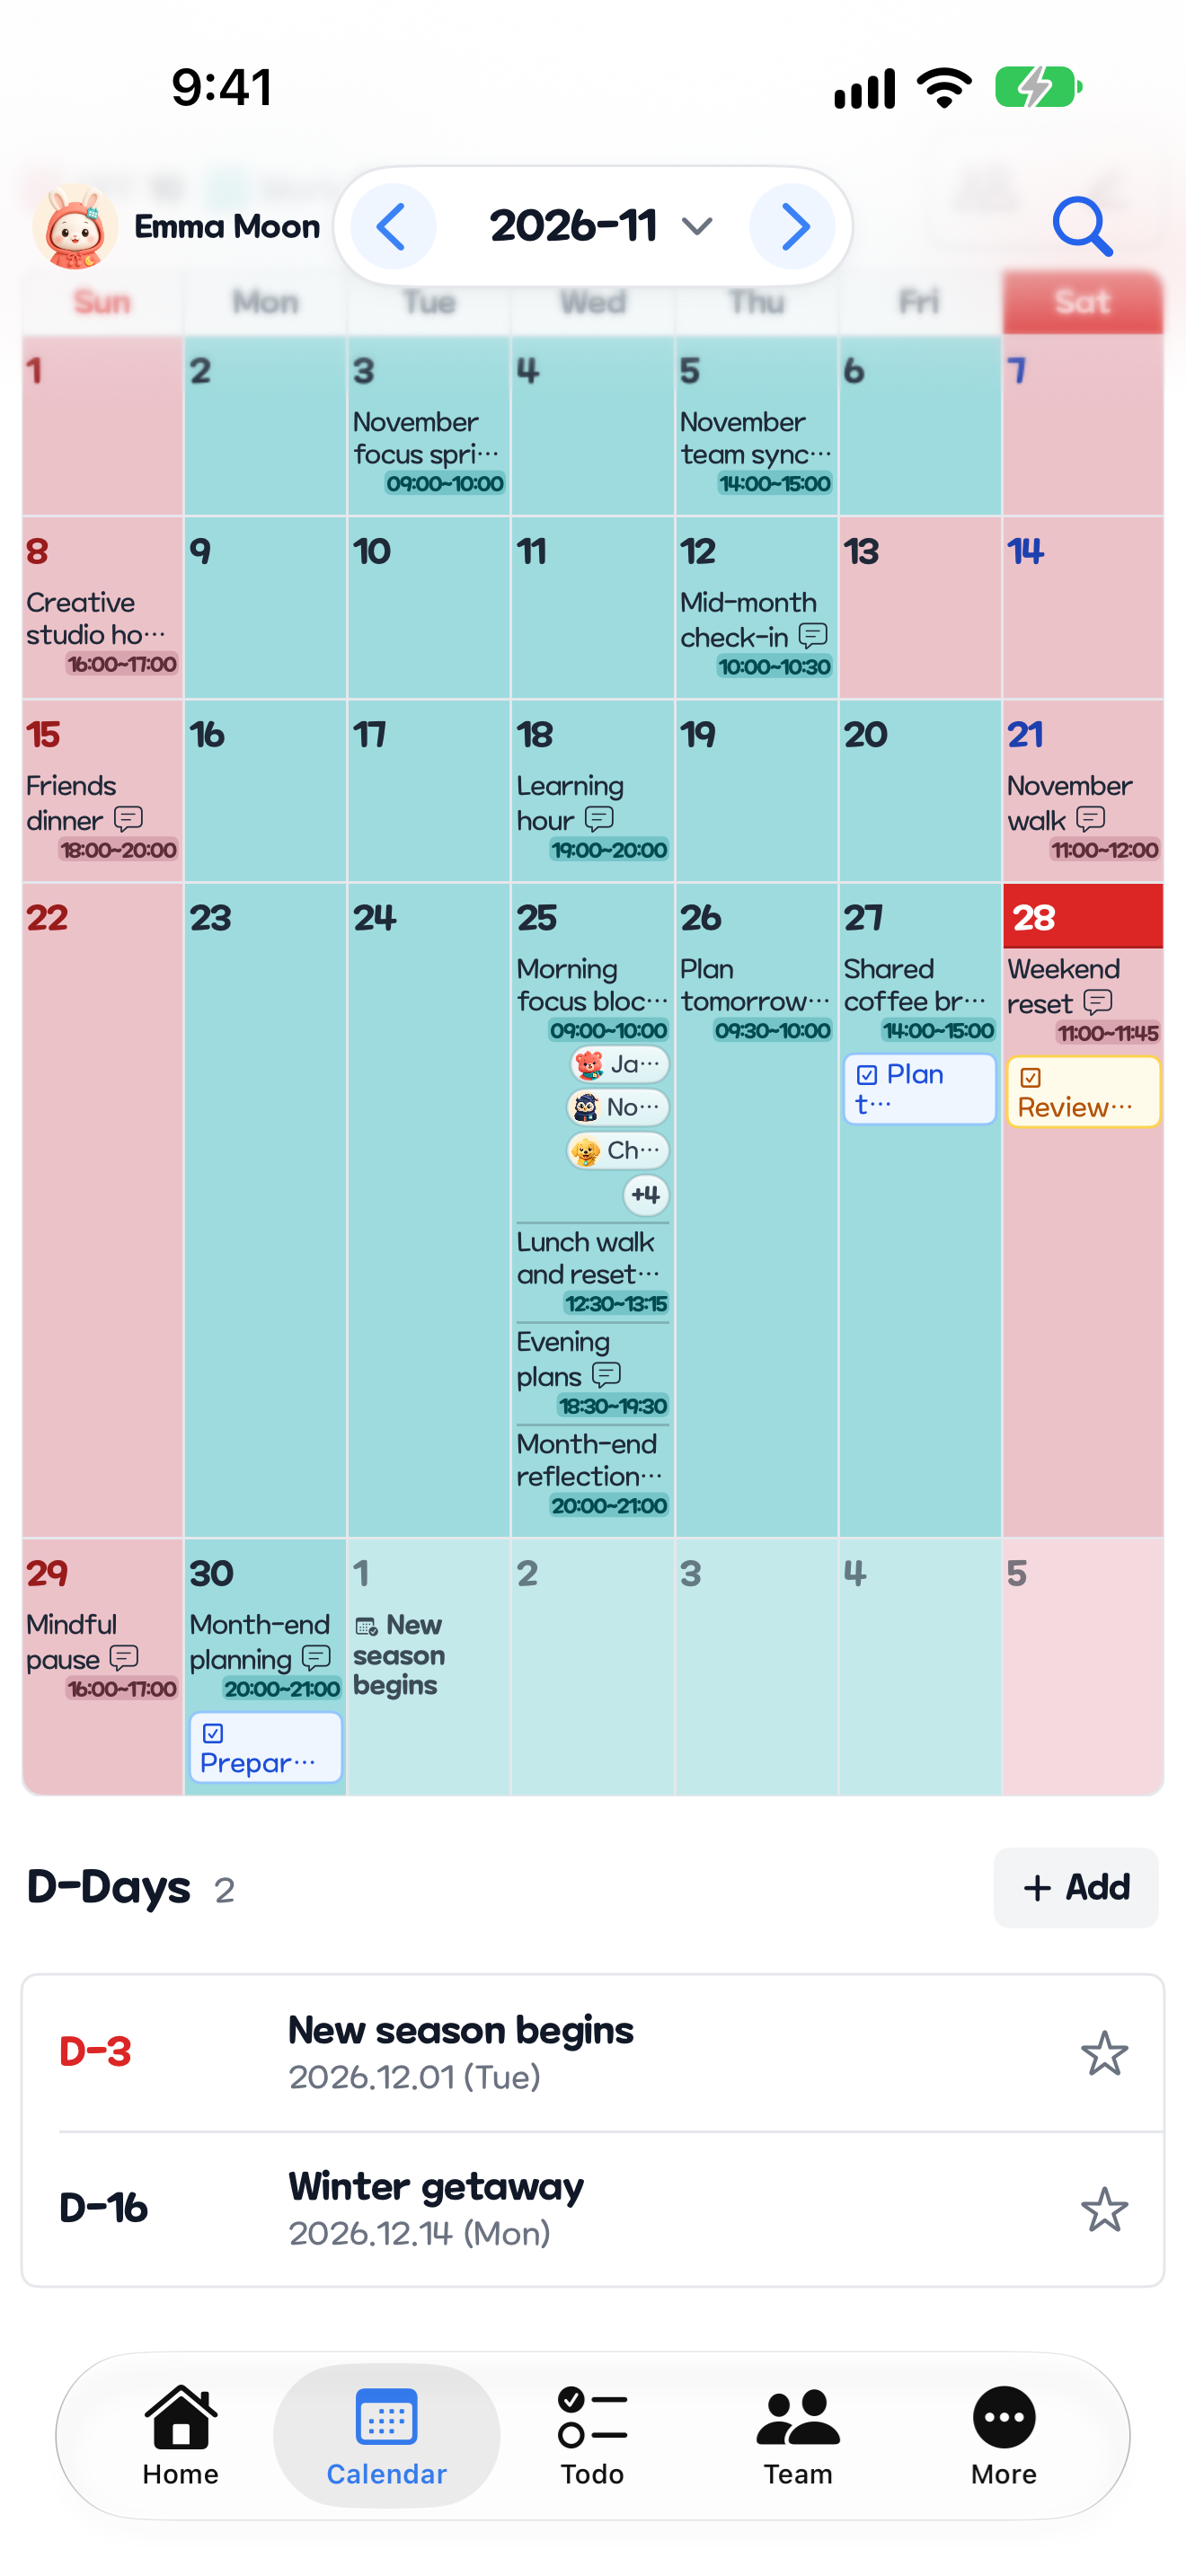 9:41
Emma Moon
2026-11
Sun Mon Tue Wed Thu Fri Sat
1 2 3 4 5 6 7
November
focus spri…
09:00~10:00
November
team sync…
14:00~15:00
8 9 10 11 12 13 14
Creative
studio ho…
16:00~17:00
Mid-month
check-in
10:00~10:30
15 16 17 18 19 20 21
Friends
dinner
18:00~20:00
Learning
hour
19:00~20:00
November
walk
11:00~12:00
22 23 24 25 26 27 28
Morning
focus bloc…
09:00~10:00
Ja…
No…
Ch…
+4
Lunch walk
and reset…
12:30~13:15
Evening
plans
18:30~19:30
Month-end
reflection…
20:00~21:00
Plan
tomorrow…
09:30~10:00
Shared
coffee br…
14:00~15:00
Plan
t…
Weekend
reset
11:00~11:45
Review…
29 30 1 2 3 4 5
Mindful
pause
16:00~17:00
Month-end
planning
20:00~21:00
Prepar…
New
season
begins
D-Days 2
+ Add
D-3
New season begins
2026.12.01 (Tue)
D-16
Winter getaway
2026.12.14 (Mon)
Home Calendar Todo Team More